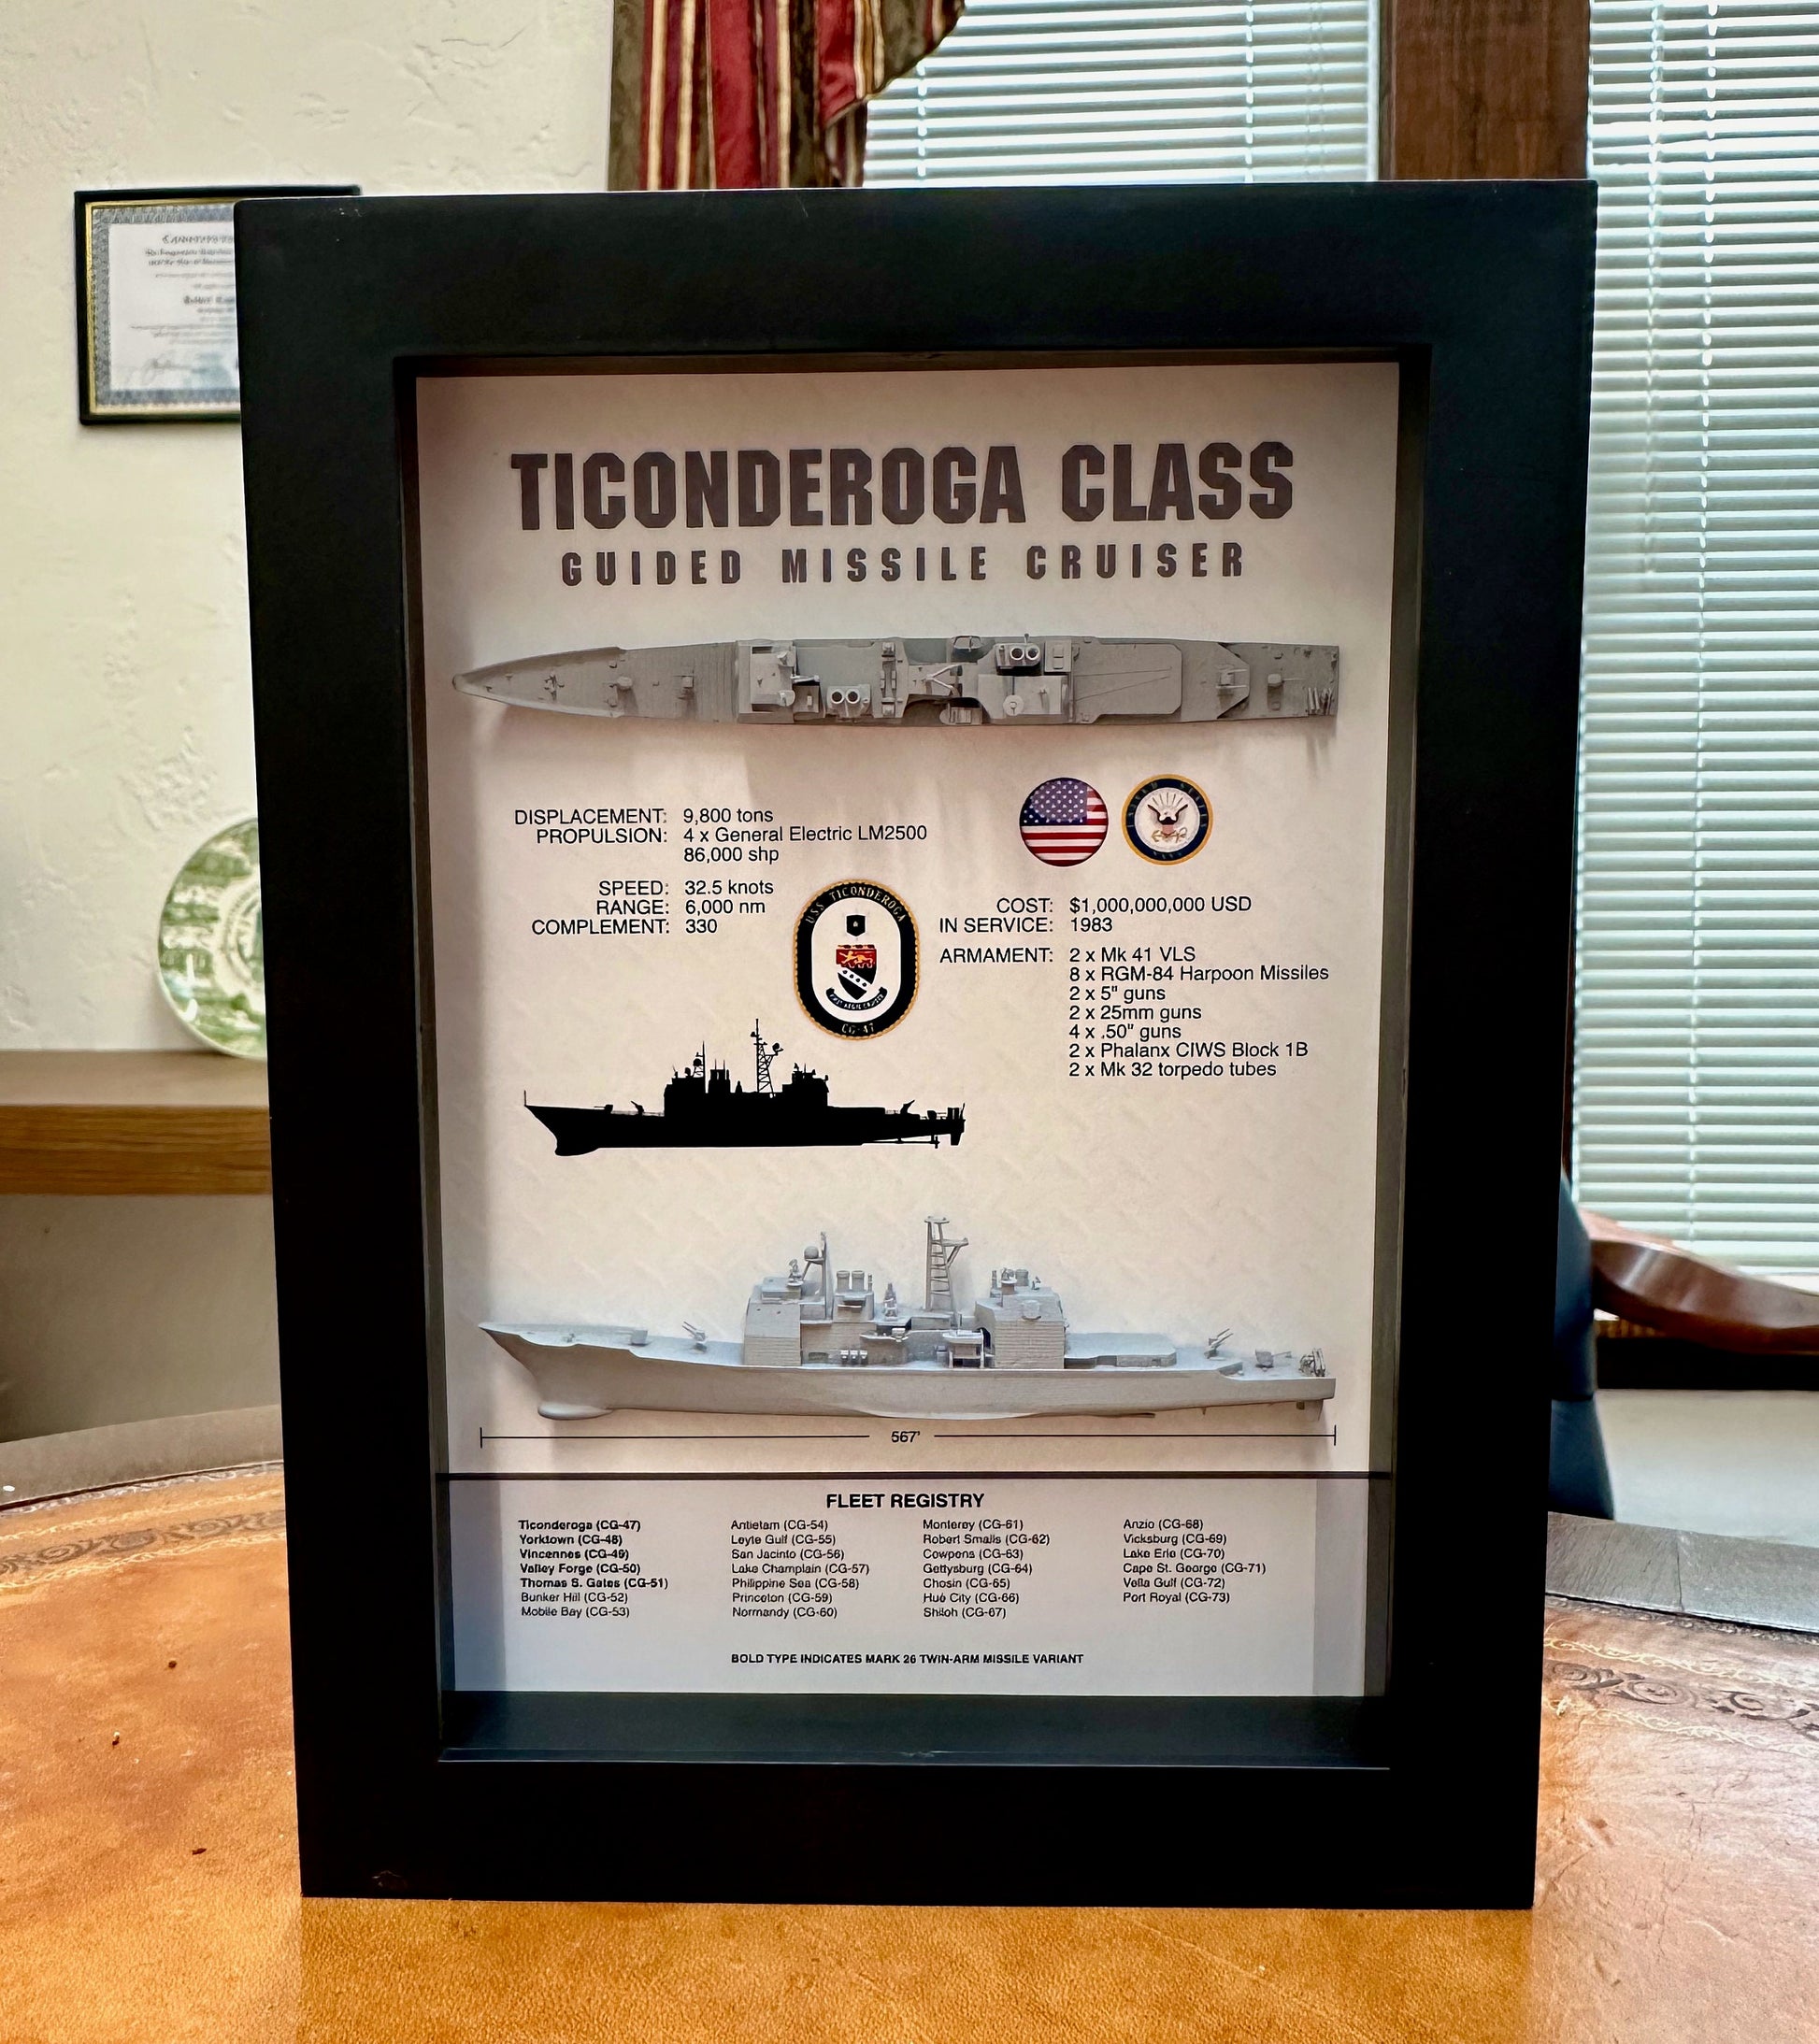 TICONDEROGA CLASS
GUIDED MISSILE CRUISER
DISPLACEMENT: 9,800 tons
PROPULSION: 4 x General Electric LM2500
86,000 shp
SPEED: 32.5 knots
RANGE: 6,000 nm
COMPLEMENT: 330
USS TICONDEROGA
CG-47
COST: $1,000,000,000 USD
IN SERVICE: 1983
ARMAMENT: 2 x Mk 41 VLS
8 x RGM-84 Harpoon Missiles
2 x 5" guns
2 x 25mm guns
4 x .50" guns
2 x Phalanx CIWS Block 1B
2 x Mk 32 torpedo tubes
567'
FLEET REGISTRY
Ticonderoga (CG-47)
Yorktown (CG-48)
Vincennes (CG-49)
Valley Forge (CG-50)
Thomas S. Gates (CG-51)
Bunker Hill (CG-52)
Mobile Bay (CG-53)
Antietam (CG-54)
Leyte Gulf (CG-55)
San Jacinto (CG-56)
Lake Champlain (CG-57)
Philippine Sea (CG-58)
Princeton (CG-59)
Normandy (CG-60)
Monterey (CG-61)
Robert Smalls (CG-62)
Cowpens (CG-63)
Gettysburg (CG-64)
Chosin (CG-65)
Hué City (CG-66)
Shiloh (CG-67)
Anzio (CG-68)
Vicksburg (CG-69)
Lake Erie (CG-70)
Cape St. George (CG-71)
Vella Gulf (CG-72)
Port Royal (CG-73)
BOLD TYPE INDICATES MARK 26 TWIN-ARM MISSILE VARIANT